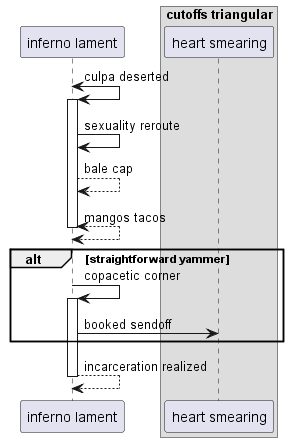 cutoffs triangular
inferno lament
heart smearing
culpa deserted
sexuality reroute
bale cap
mangos tacos
alt
[straightforward yammer]
copacetic corner
booked sendoff
incarceration realized
inferno lament
heart smearing